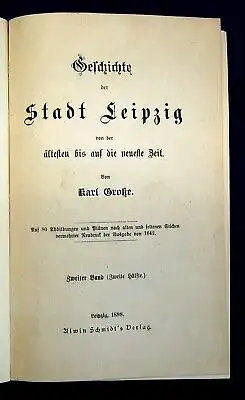 Geschichte
der
Stadt Leipzig
von der
ältesten bis auf die neueste Zeit.
Von
Karl Große.
Auf 80 Abbildungen und Plänen nach alten und seltenen Stichen
vermehrter Neudruck der Ausgabe von 1842.
Zweiter Band (Zweite Hälfte.)
Leipzig, 1898.
Alwin Schmidt's Verlag.